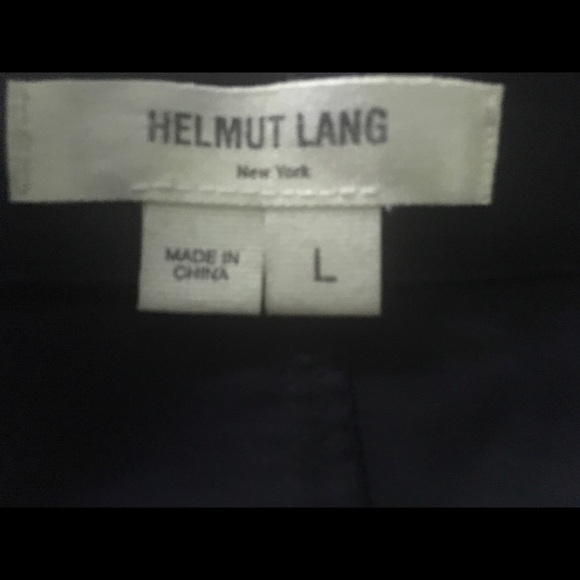 HELMUT LANG
New York
MADE IN
CHINA
L